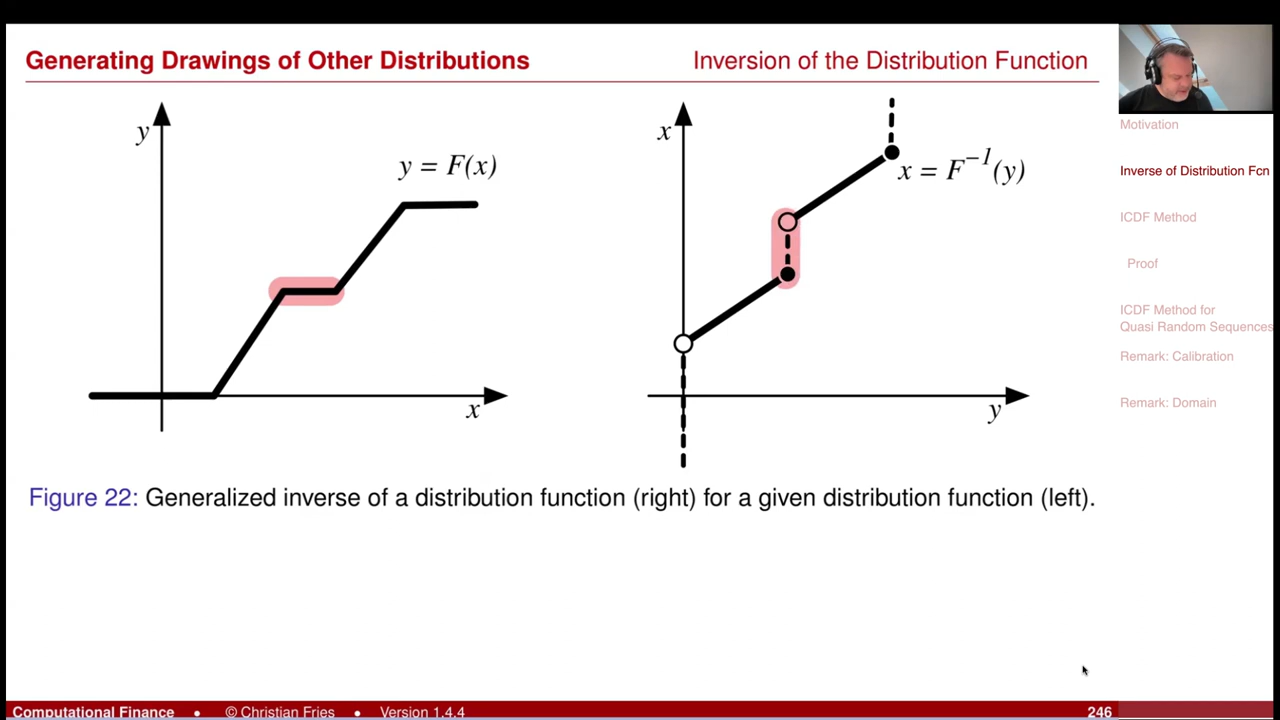 Generating Drawings of Other Distributions
Inversion of the Distribution Function
y
y = F(x)
x
x
x = F⁻¹(y)
y
Figure 22: Generalized inverse of a distribution function (right) for a given distribution function (left).
Motivation
Inverse of Distribution Fcn
ICDF Method
Proof
ICDF Method for
Quasi Random Sequences
Remark: Calibration
Remark: Domain
Computational Finance • © Christian Fries • Version 1.4.4
246